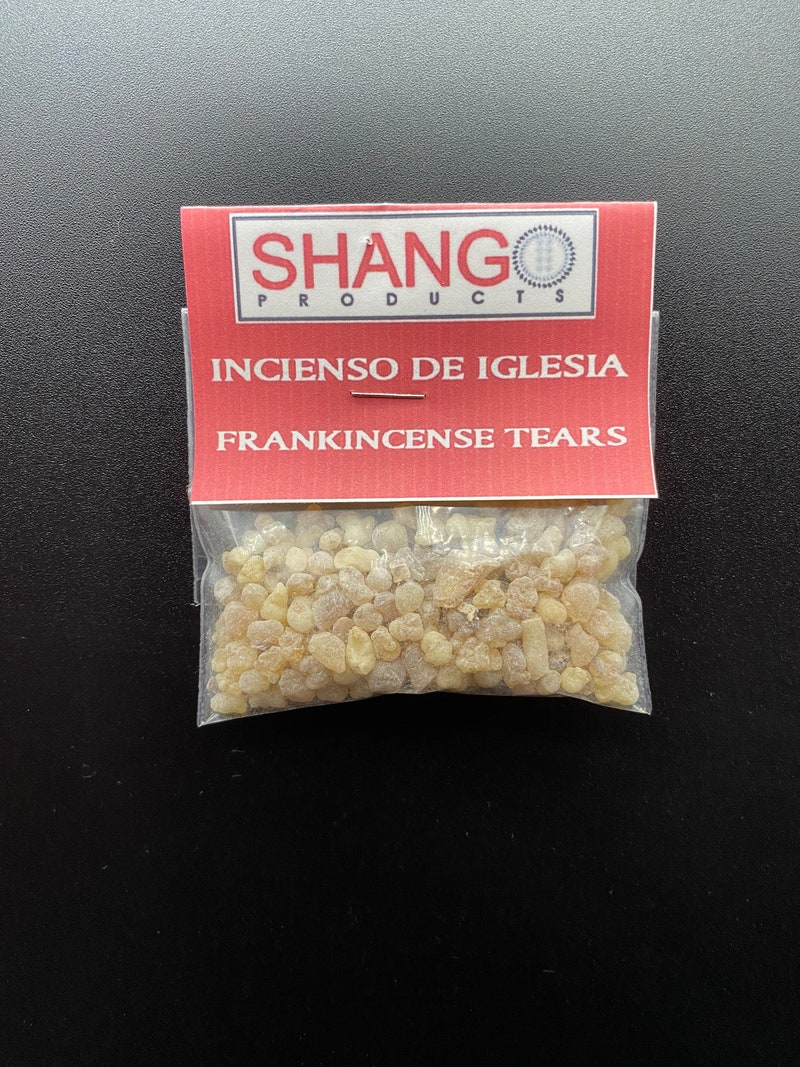 SHANGO
PRODUCTS
INCIENSO DE IGLESIA
FRANKINCENSE TEARS